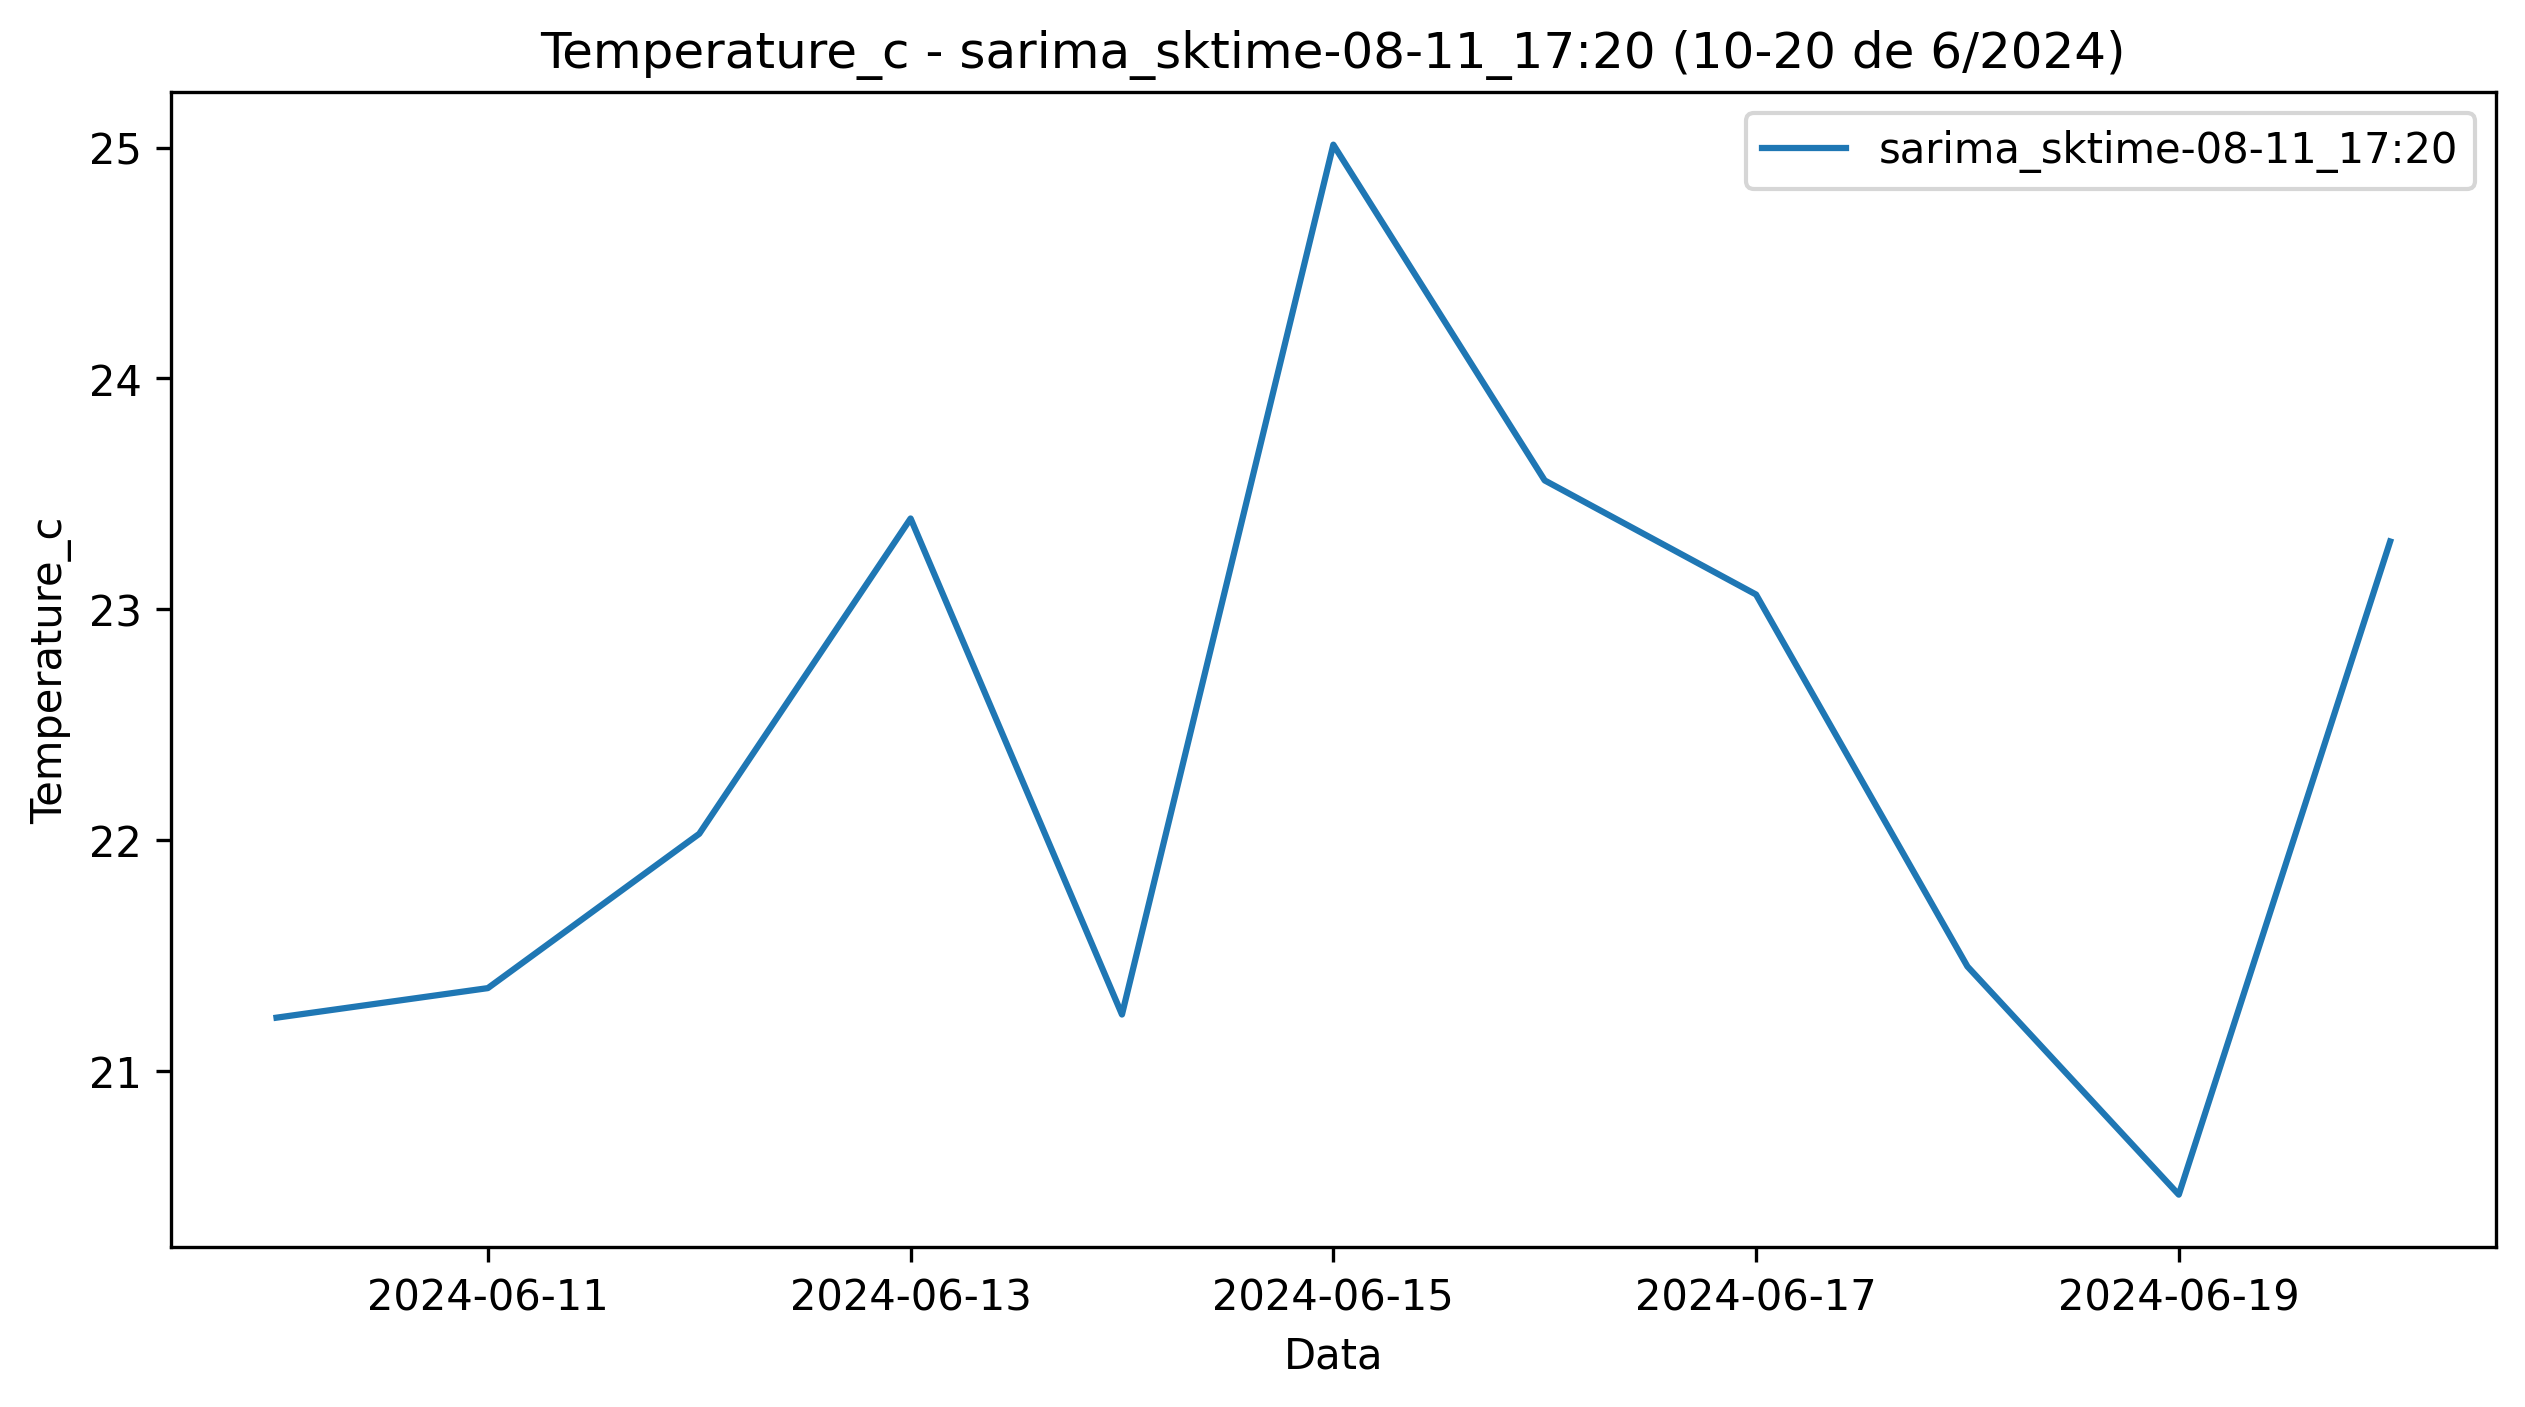 Temperature_c - sarima_sktime-08-11_17:20 (10-20 de 6/2024)
sarima_sktime-08-11_17:20
25
24
23
22
21
Temperature_c
2024-06-11 2024-06-13 2024-06-15 2024-06-17 2024-06-19
Data